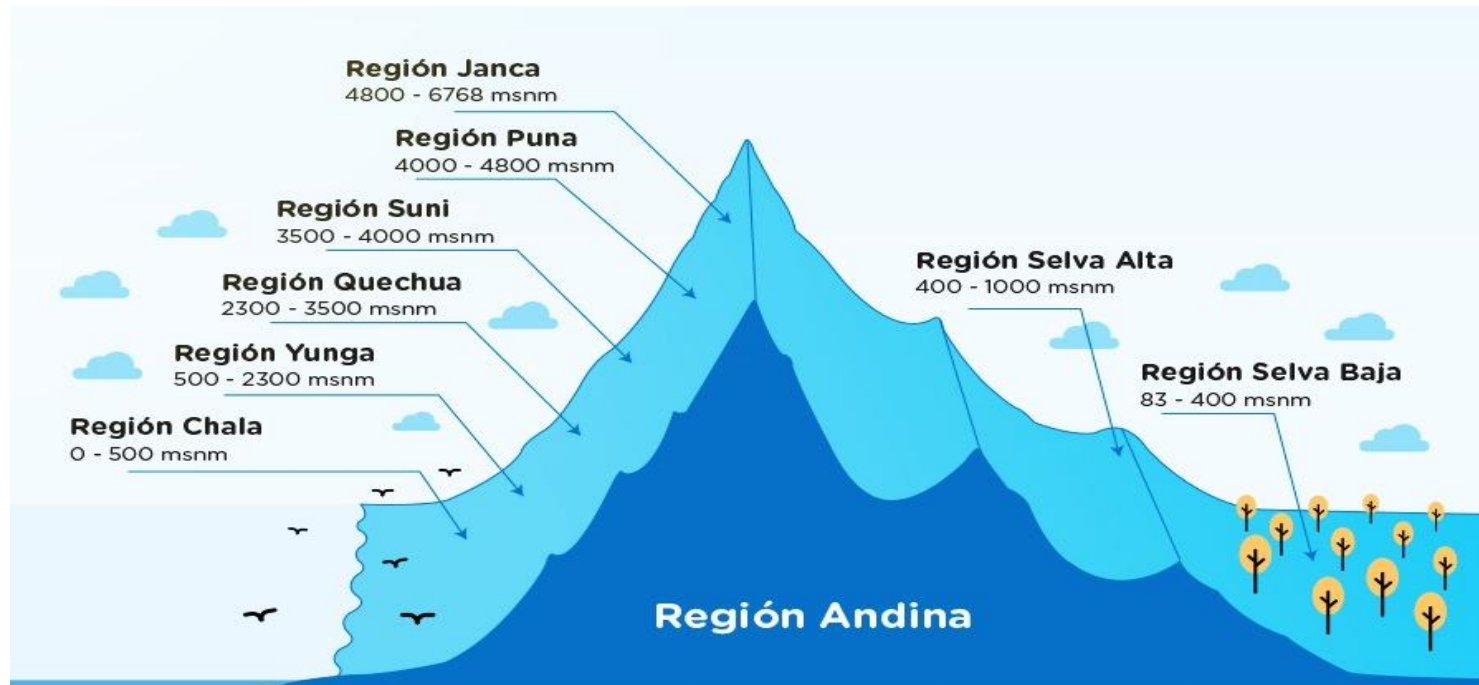 Región Janca
4800 - 6768 msnm
Región Puna
4000 - 4800 msnm
Región Suni
3500 - 4000 msnm
Región Quechua
2300 - 3500 msnm
Región Yunga
500 - 2300 msnm
Región Chala
0 - 500 msnm
Región Selva Alta
400 - 1000 msnm
Región Selva Baja
83 - 400 msnm
Región Andina